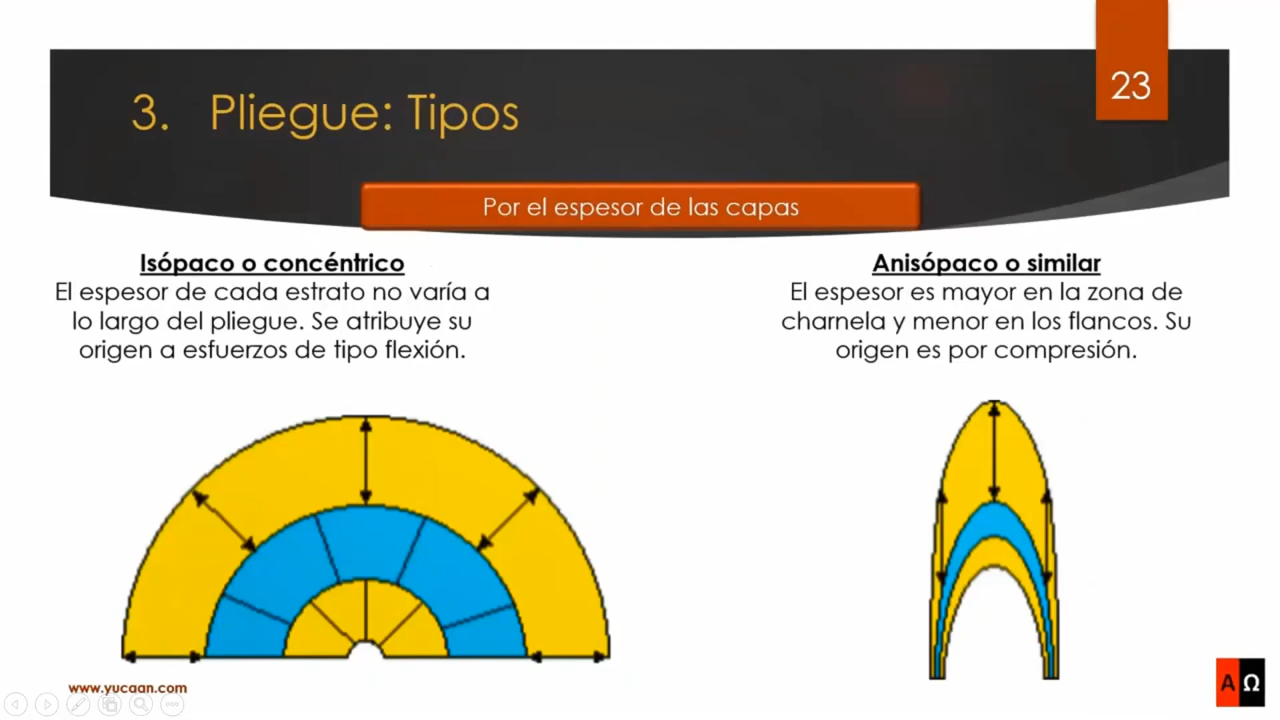 23
3. Pliegue: Tipos
Por el espesor de las capas
Isópaco o concéntrico
El espesor de cada estrato no varía a
lo largo del pliegue. Se atribuye su
origen a esfuerzos de tipo flexión.
Anisópaco o similar
El espesor es mayor en la zona de
charnela y menor en los flancos. Su
origen es por compresión.
www.yucaan.com
AΩ